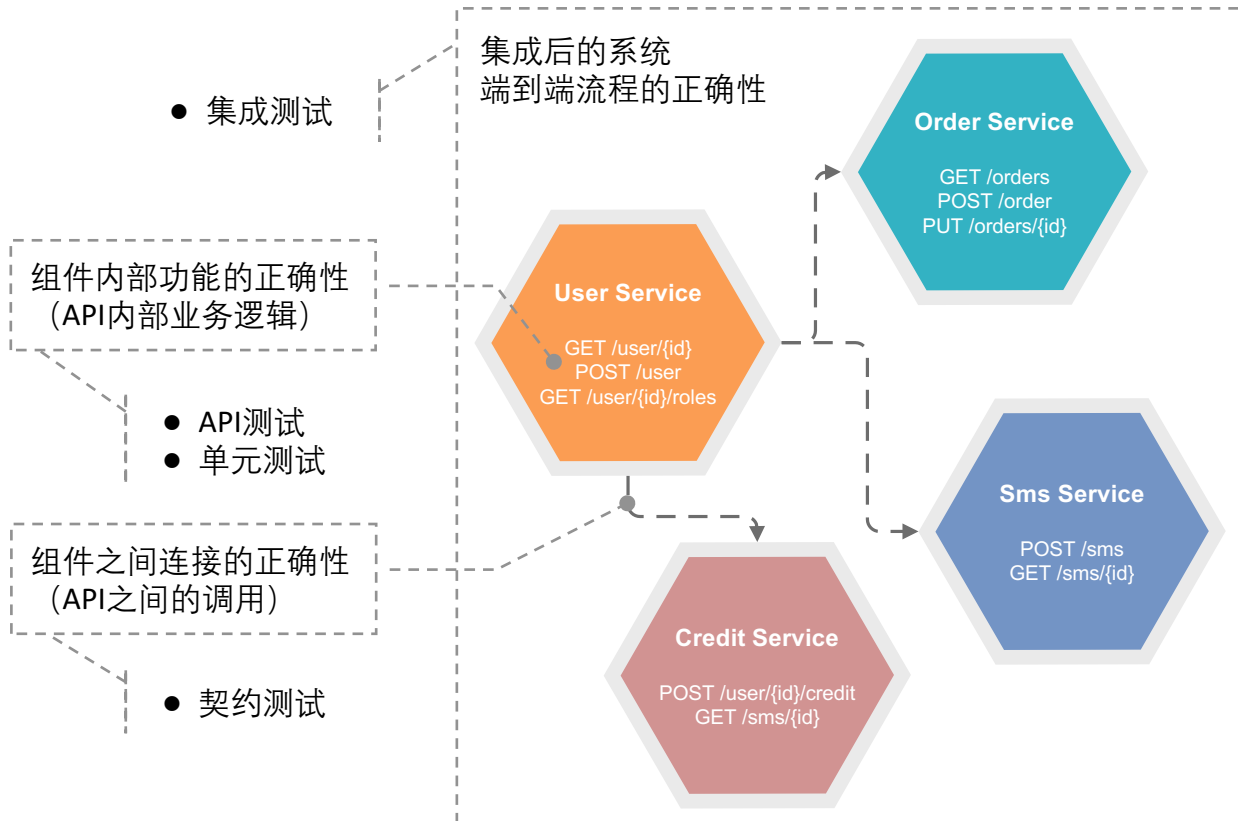 集成后的系统
端到端流程的正确性
● 集成测试
Order Service
GET /orders
POST /order
PUT /orders/{id}
组件内部功能的正确性
（API内部业务逻辑）
User Service
GET /user/{id}
POST /user
GET /user/{id}/roles
● API测试
● 单元测试
Sms Service
POST /sms
GET /sms/{id}
组件之间连接的正确性
（API之间的调用）
Credit Service
POST /user/{id}/credit
GET /sms/{id}
● 契约测试